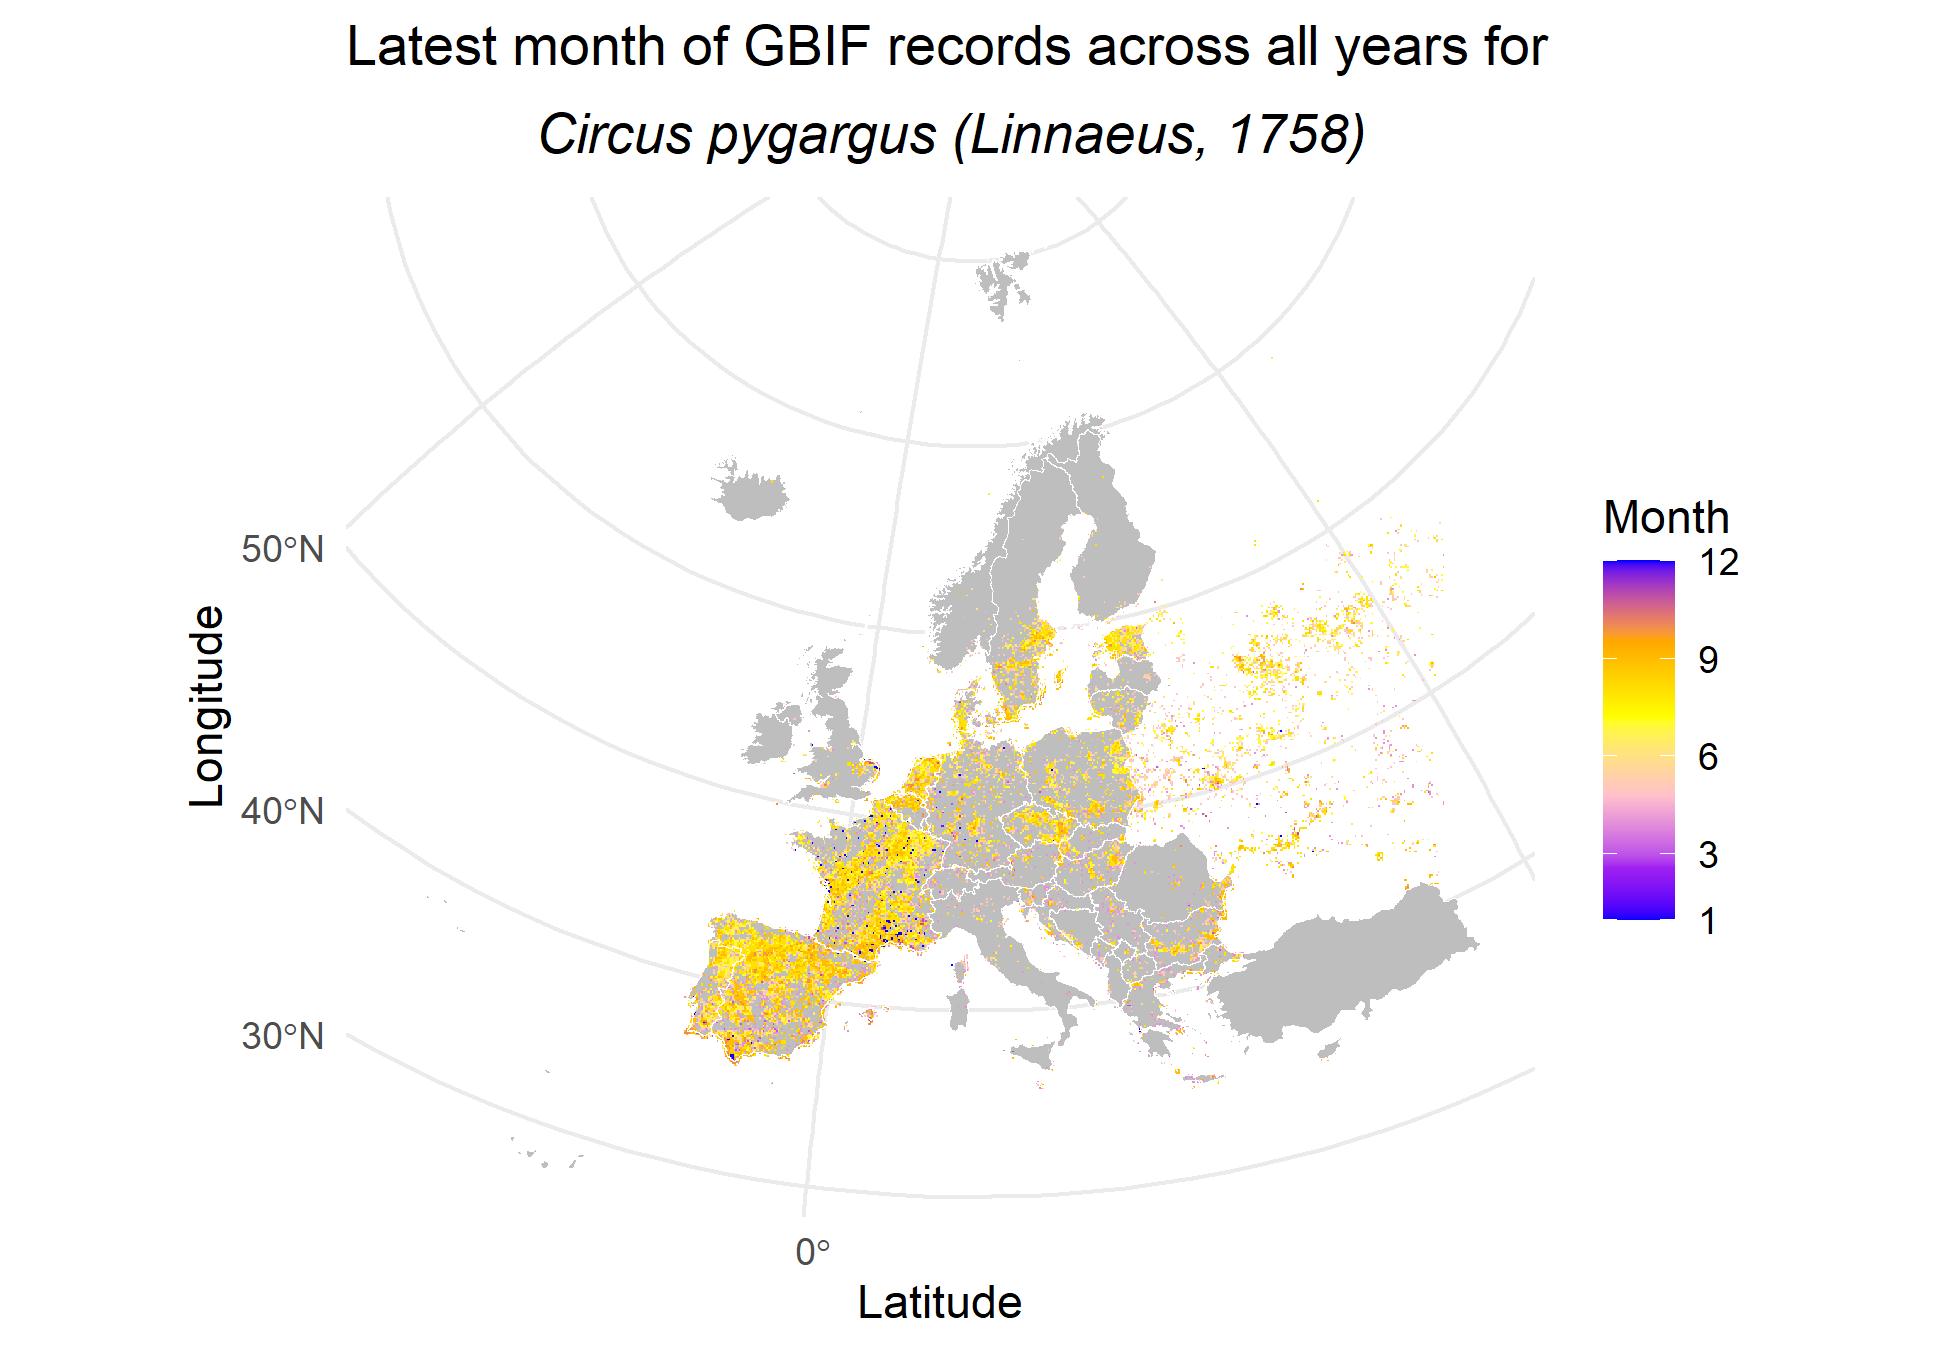 Latest month of GBIF records across all years for
Circus pygargus (Linnaeus, 1758)
Month
12
9
6
3
1
50°N
40°N
30°N
0°
Longitude
Latitude